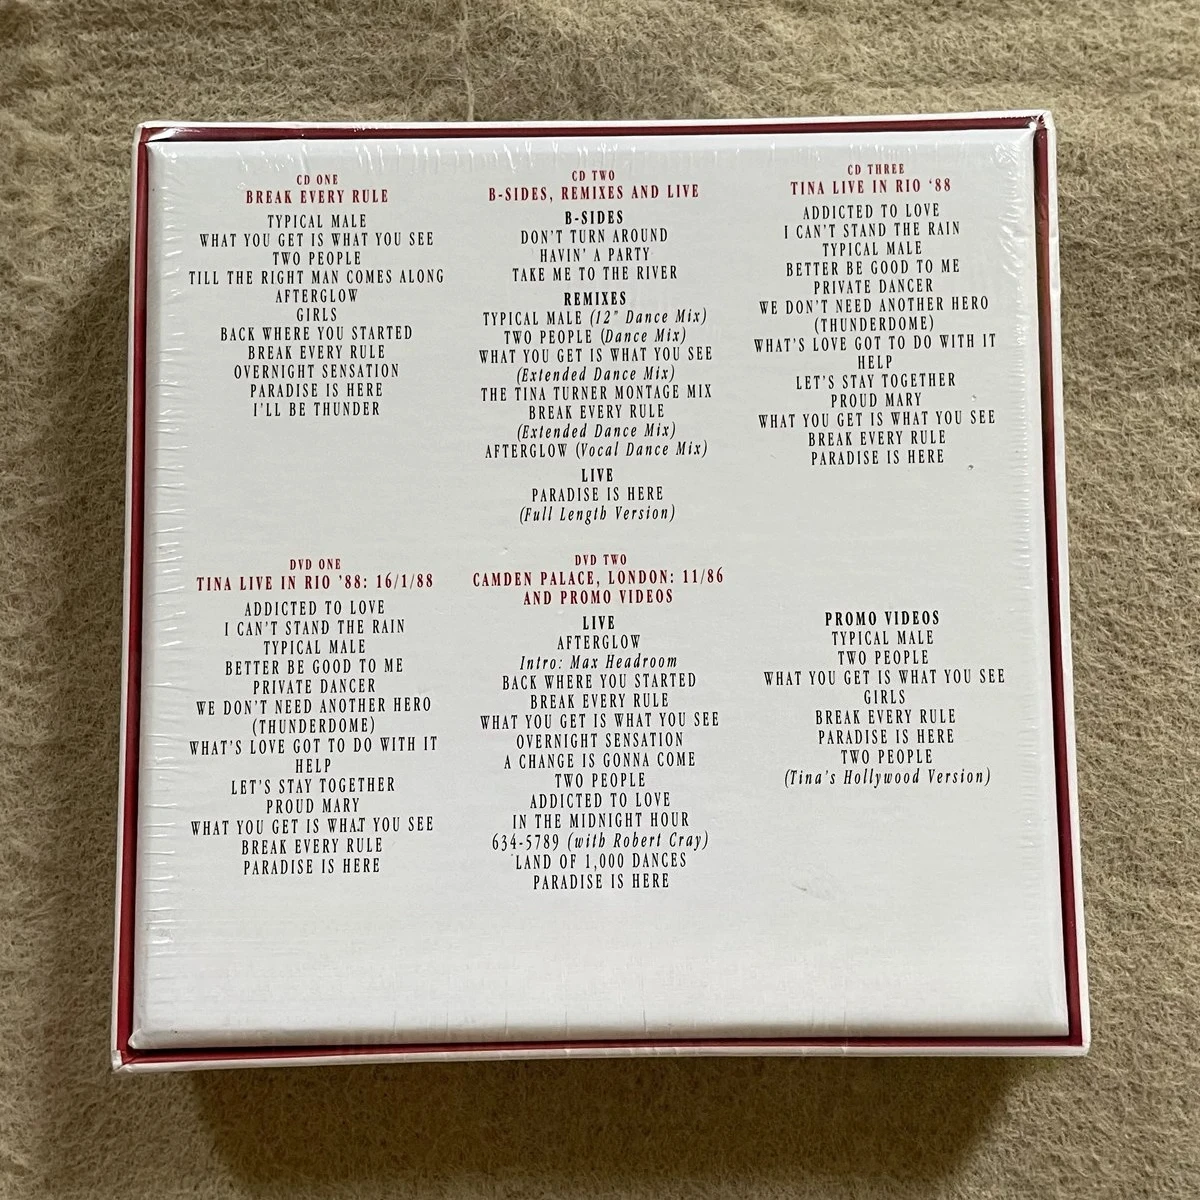 CD ONE
BREAK EVERY RULE
TYPICAL MALE
WHAT YOU GET IS WHAT YOU SEE
TWO PEOPLE
TILL THE RIGHT MAN COMES ALONG
AFTERGLOW
GIRLS
BACK WHERE YOU STARTED
BREAK EVERY RULE
OVERNIGHT SENSATION
PARADISE IS HERE
I'LL BE THUNDER
CD TWO
B-SIDES, REMIXES AND LIVE
B-SIDES
DON'T TURN AROUND
HAVIN' A PARTY
TAKE ME TO THE RIVER
REMIXES
TYPICAL MALE (12" Dance Mix)
TWO PEOPLE (Dance Mix)
WHAT YOU GET IS WHAT YOU SEE
(Extended Dance Mix)
THE TINA TURNER MONTAGE MIX
BREAK EVERY RULE
(Extended Dance Mix)
AFTERGLOW (Vocal Dance Mix)
LIVE
PARADISE IS HERE
(Full Length Version)
CD THREE
TINA LIVE IN RIO '88
ADDICTED TO LOVE
I CAN'T STAND THE RAIN
TYPICAL MALE
BETTER BE GOOD TO ME
PRIVATE DANCER
WE DON'T NEED ANOTHER HERO
(THUNDERDOME)
WHAT'S LOVE GOT TO DO WITH IT
HELP
LET'S STAY TOGETHER
PROUD MARY
WHAT YOU GET IS WHAT YOU SEE
BREAK EVERY RULE
PARADISE IS HERE
DVD ONE
TINA LIVE IN RIO '88: 16/1/88
ADDICTED TO LOVE
I CAN'T STAND THE RAIN
TYPICAL MALE
BETTER BE GOOD TO ME
PRIVATE DANCER
WE DON'T NEED ANOTHER HERO
(THUNDERDOME)
WHAT'S LOVE GOT TO DO WITH IT
HELP
LET'S STAY TOGETHER
PROUD MARY
WHAT YOU GET IS WHAT YOU SEE
BREAK EVERY RULE
PARADISE IS HERE
DVD TWO
CAMDEN PALACE, LONDON: 11/86
AND PROMO VIDEOS
LIVE
AFTERGLOW
Intro: Max Headroom
BACK WHERE YOU STARTED
BREAK EVERY RULE
WHAT YOU GET IS WHAT YOU SEE
OVERNIGHT SENSATION
A CHANGE IS GONNA COME
TWO PEOPLE
ADDICTED TO LOVE
IN THE MIDNIGHT HOUR
634-5789 (with Robert Cray)
LAND OF 1,000 DANCES
PARADISE IS HERE
PROMO VIDEOS
TYPICAL MALE
TWO PEOPLE
WHAT YOU GET IS WHAT YOU SEE
GIRLS
BREAK EVERY RULE
PARADISE IS HERE
TWO PEOPLE
(Tina's Hollywood Version)